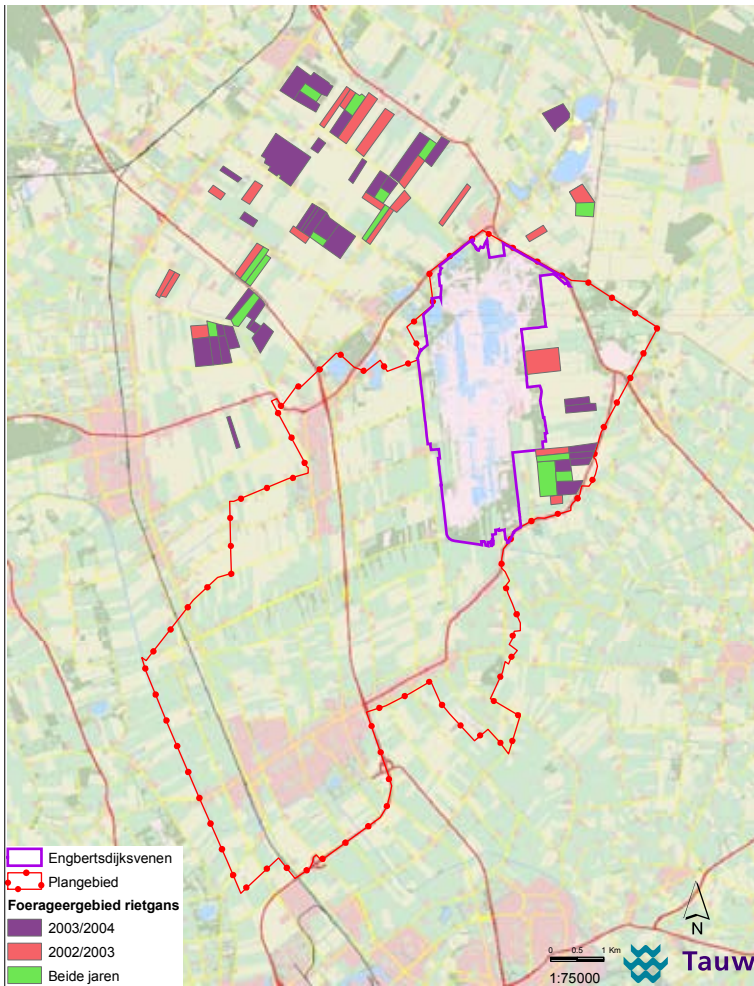 Engbertsdijksvenen
Plangebied
Foerageergebied rietgans
2003/2004
2002/2003
Beide jaren
0 0.5 1 Km
1:75000
N
Tauw